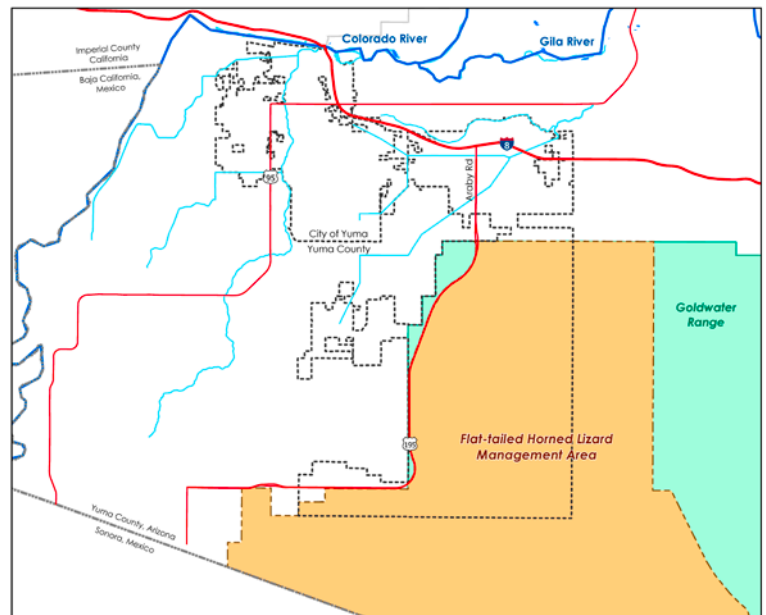 Colorado River
Gila River
Imperial County
California
Baja California,
Mexico
8
Araby Rd
95
City of Yuma
Yuma County
Goldwater
Range
Flat-tailed Horned Lizard
Management Area
195
Yuma County, Arizona
Sonora, Mexico